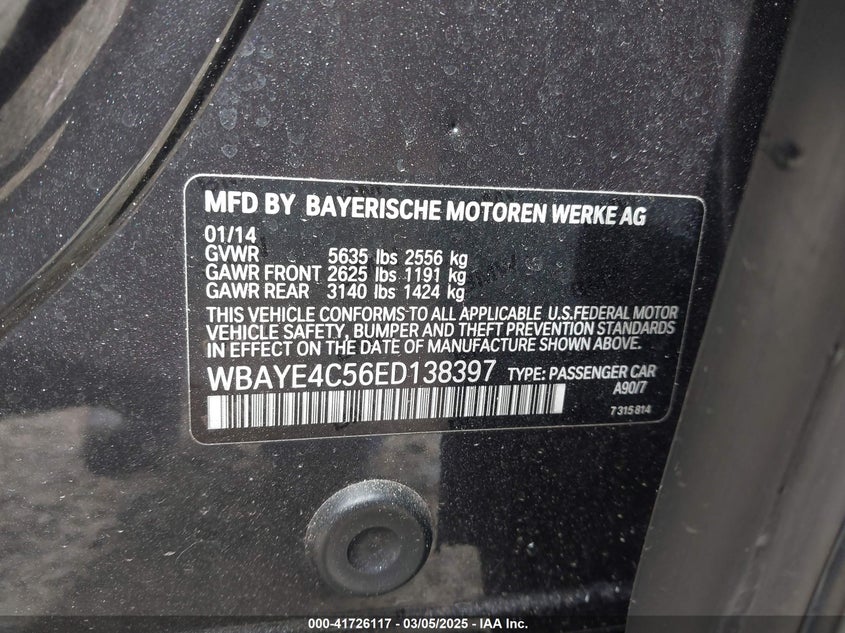 MFD BY BAYERISCHE MOTOREN WERKE AG
01/14
GVWR 5635 lbs 2556 kg
GAWR FRONT 2625 lbs 1191 kg
GAWR REAR 3140 lbs 1424 kg
THIS VEHICLE CONFORMS TO ALL APPLICABLE U.S.FEDERAL MOTOR
VEHICLE SAFETY, BUMPER AND THEFT PREVENTION STANDARDS
IN EFFECT ON THE DATE OF MANUFACTURE SHOWN ABOVE.
WBAYE4C56ED138397 TYPE: PASSENGER CAR
A90/7
7 315 814
000-41726117 - 03/05/2025 - IAA Inc.